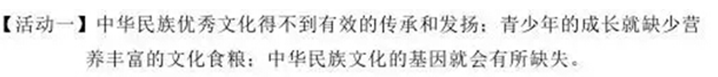 【活动一】中华民族优秀文化得不到有效的传承和发扬；青少年的成长就缺少营
养丰富的文化食粮；中华民族文化的基因就会有所缺失。